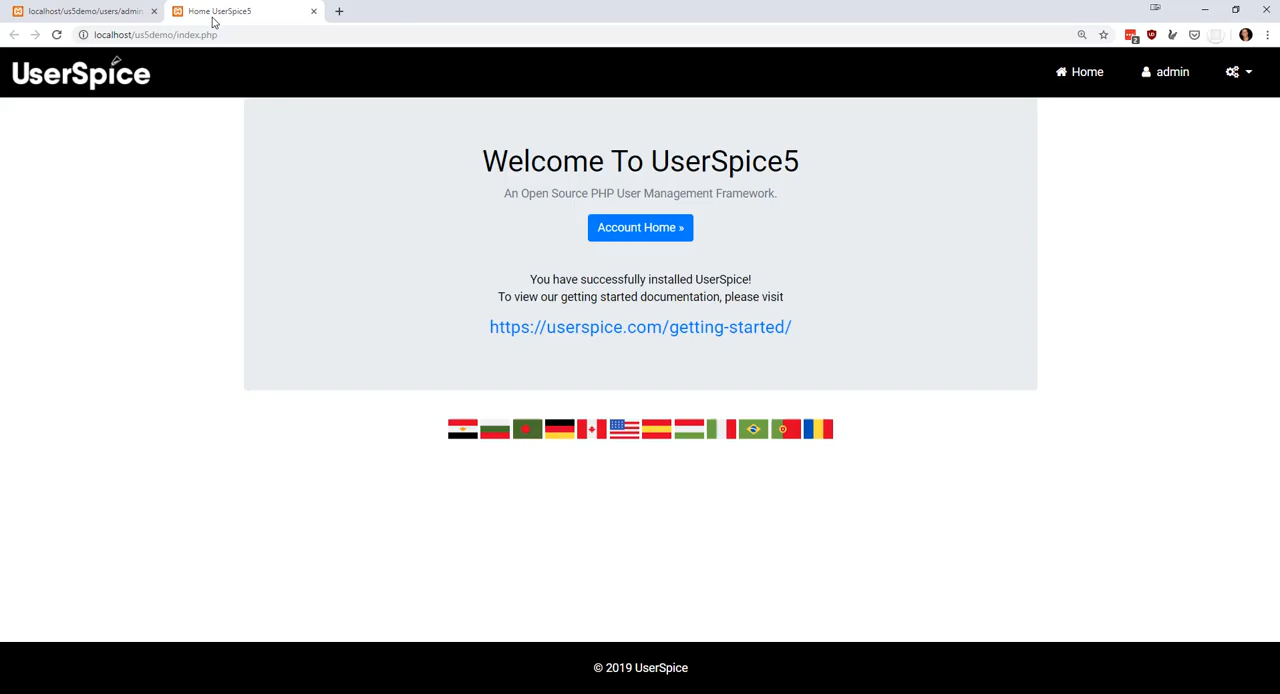 localhost/us5demo/users/admin.
Home UserSpice5
localhost/us5demo/index.php
2
UserSpice
Home
admin
Welcome To UserSpice5
An Open Source PHP User Management Framework.
Account Home »
You have successfully installed UserSpice!
To view our getting started documentation, please visit
https://userspice.com/getting-started/
© 2019 UserSpice